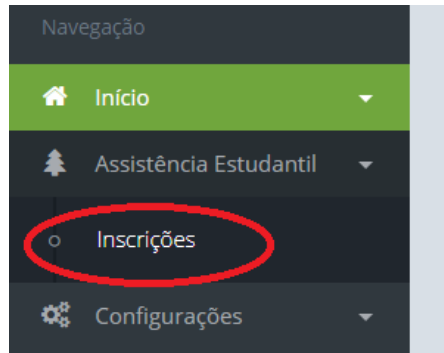 Navegação
Início
Assistência Estudantil
Inscrições
Configurações